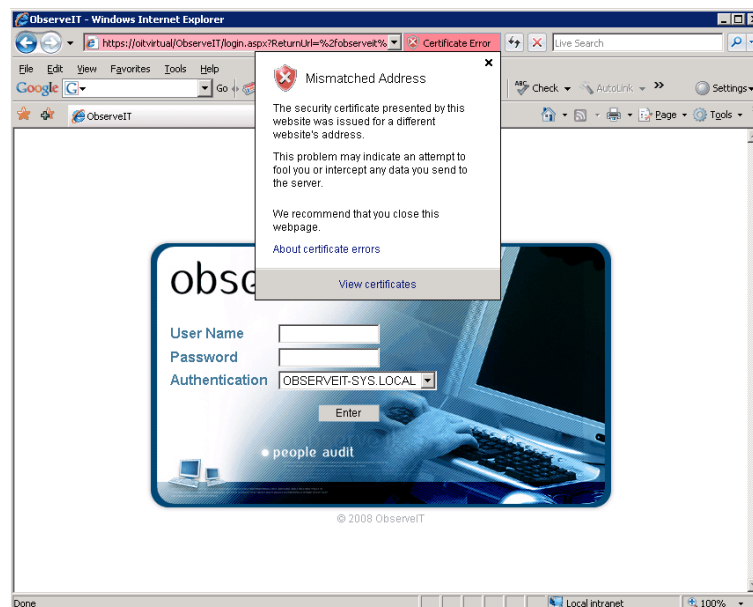 ObserveIT - Windows Internet Explorer
https://oitvirtual/ObserveIT/login.aspx?ReturnUrl=%2fobserveit%
Certificate Error
Live Search
File Edit View Favorites Tools Help
Google G Go Check AutoLink Settings
ObserveIT
Page Tools
Mismatched Address
The security certificate presented by this
website was issued for a different
website's address.
This problem may indicate an attempt to
fool you or intercept any data you send to
the server.
We recommend that you close this
webpage.
About certificate errors
View certificates
obse
User Name
Password
Authentication OBSERVEIT-SYS.LOCAL
Enter
people audit
© 2008 ObserveIT
Done Local intranet 100%